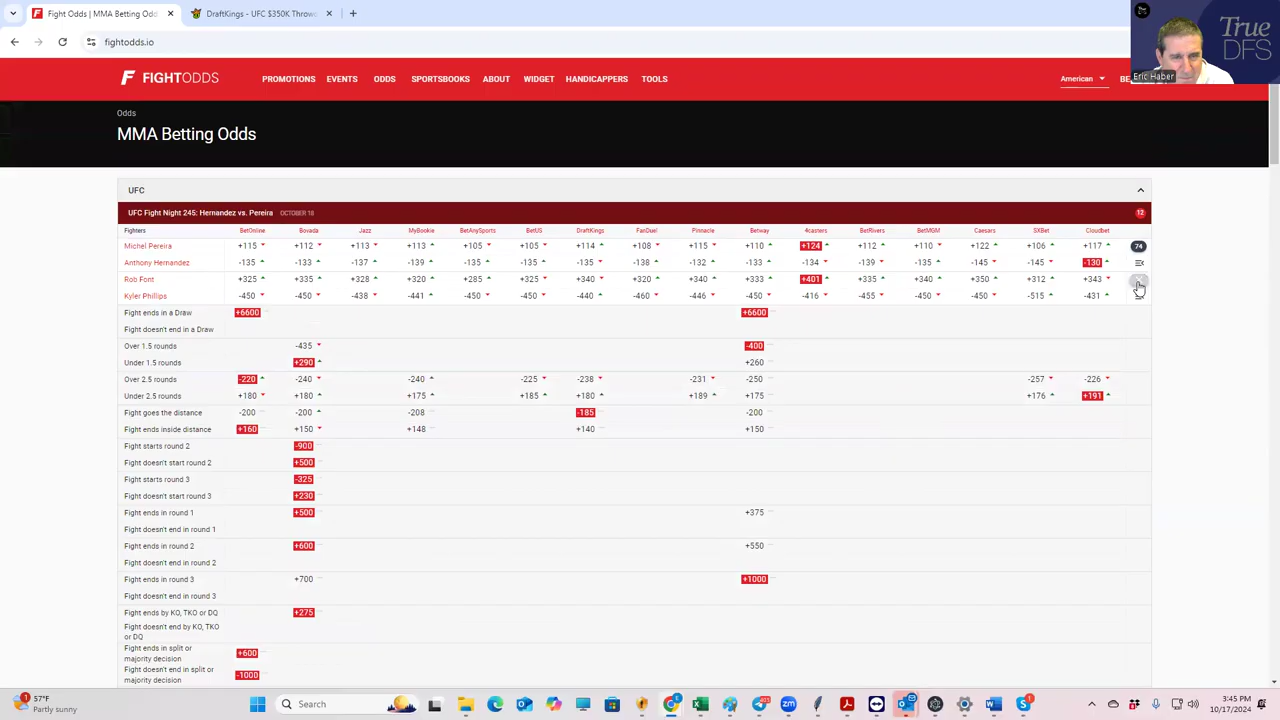 Fight Odds | MMA Betting Odd
DraftKings - UFC $350K Throw
fightodds.io
True
DFS
Eric Haber
FIGHTODDS
PROMOTIONS EVENTS ODDS SPORTSBOOKS ABOUT WIDGET HANDICAPPERS TOOLS
American
BE
Odds
MMA Betting Odds
UFC
UFC Fight Night 245: Hernandez vs. Pereira OCTOBER 18 12
Fighters BetOnline Bovada Jazz MyBookie BetAnySports BetUS DraftKings FanDuel Pinnacle Betway 4casters BetRivers BetMGM Caesars SXBet Cloudbet
Michel Pereira +115 +112 +113 +113 +105 +105 +114 +108 +115 +110 +124 +112 +110 +122 +106 +117 74
Anthony Hernandez -135 -133 -137 -139 -135 -135 -135 -138 -132 -133 -134 -139 -135 -145 -145 -130
Rob Font +325 +335 +328 +320 +285 +325 +340 +320 +340 +333 +401 +335 +340 +350 +312 +343
Kyler Phillips -450 -450 -438 -441 -450 -450 -440 -460 -446 -450 -416 -455 -450 -450 -515 -431
Fight ends in a Draw +6600 +6600
Fight doesn't end in a Draw
Over 1.5 rounds -435 -400
Under 1.5 rounds +290 +260
Over 2.5 rounds -220 -240 -240 -225 -238 -231 -250 -257 -226
Under 2.5 rounds +180 +180 +175 +185 +180 +189 +175 +176 +191
Fight goes the distance -200 -200 -208 -185 -200
Fight ends inside distance +160 +150 +148 +140 +150
Fight starts round 2 -900
Fight doesn't start round 2 +500
Fight starts round 3 -325
Fight doesn't start round 3 +230
Fight ends in round 1 +500 +375
Fight doesn't end in round 1
Fight ends in round 2 +600 +550
Fight doesn't end in round 2
Fight ends in round 3 +700 +1000
Fight doesn't end in round 3
Fight ends by KO, TKO or DQ +275
Fight doesn't end by KO, TKO
or DQ
Fight ends in split or
majority decision +600
Fight doesn't end in split or
majority decision -1000
57°F
Partly sunny
Search
3:45 PM
10/17/2024